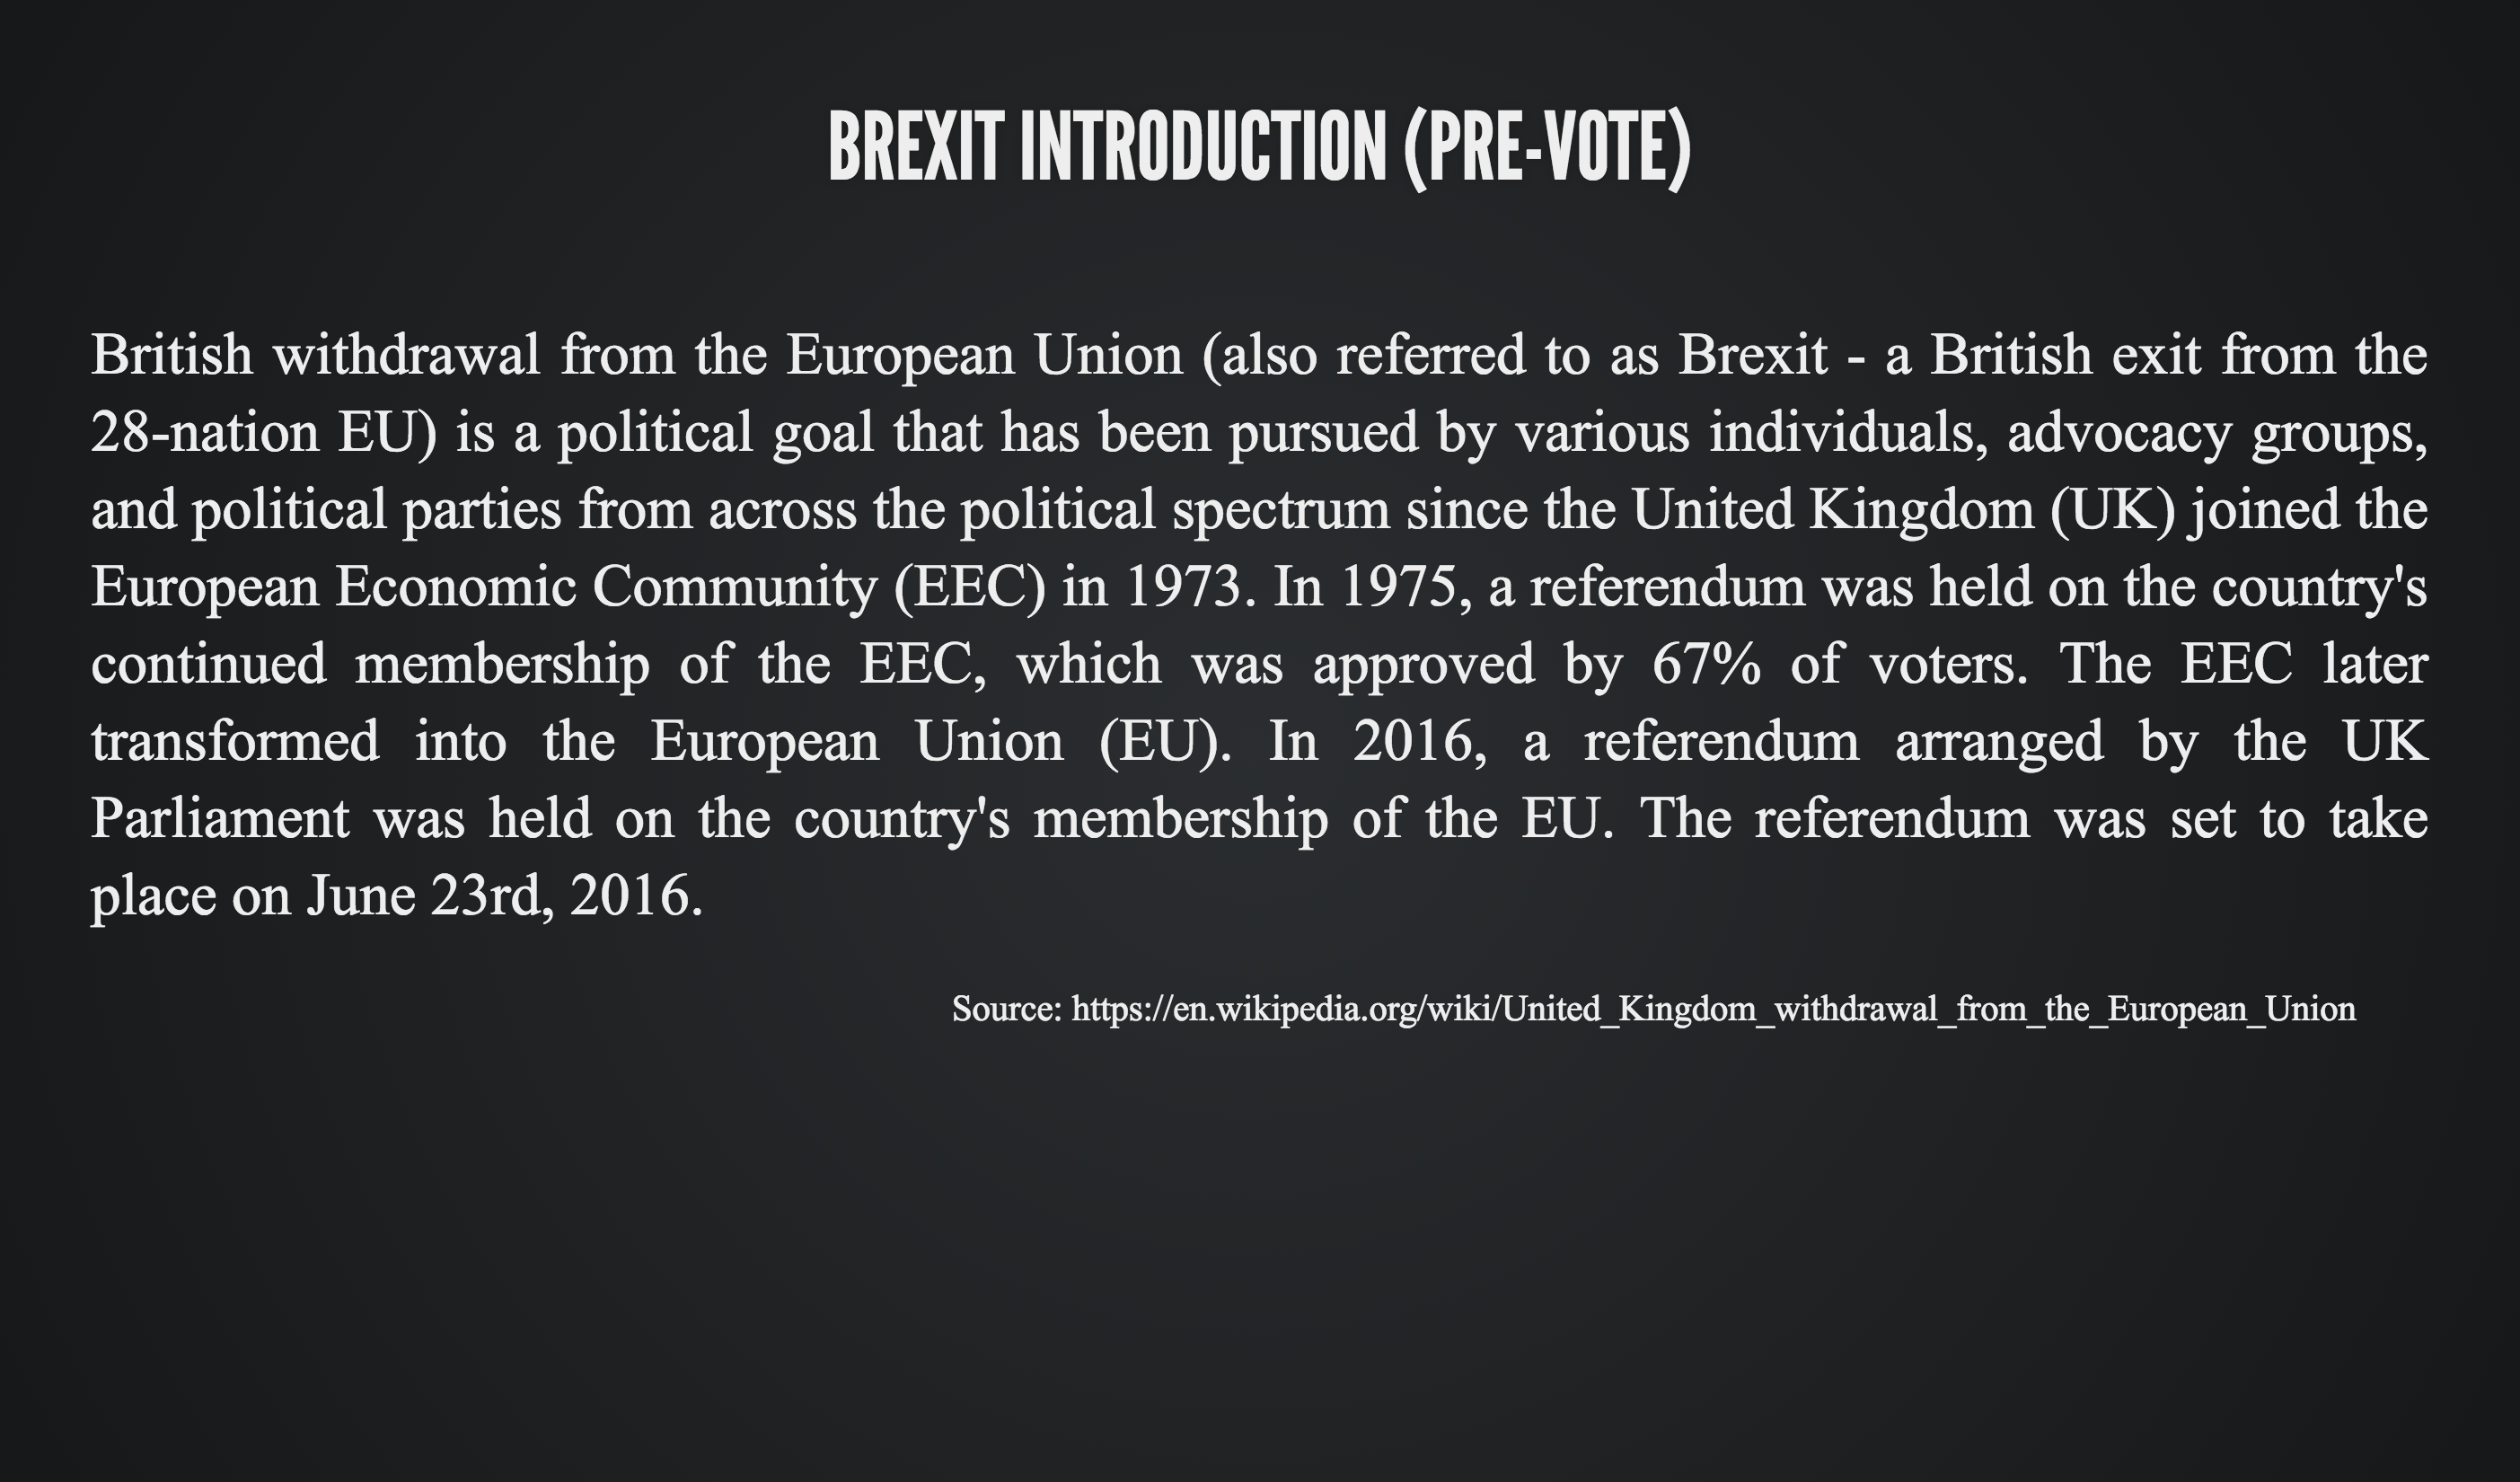 BREXIT INTRODUCTION (PRE-VOTE)
British withdrawal from the European Union (also referred to as Brexit - a British exit from the
28-nation EU) is a political goal that has been pursued by various individuals, advocacy groups,
and political parties from across the political spectrum since the United Kingdom (UK) joined the
European Economic Community (EEC) in 1973. In 1975, a referendum was held on the country's
continued membership of the EEC, which was approved by 67% of voters. The EEC later
transformed into the European Union (EU). In 2016, a referendum arranged by the UK
Parliament was held on the country's membership of the EU. The referendum was set to take
place on June 23rd, 2016.
Source: https://en.wikipedia.org/wiki/United_Kingdom_withdrawal_from_the_European_Union